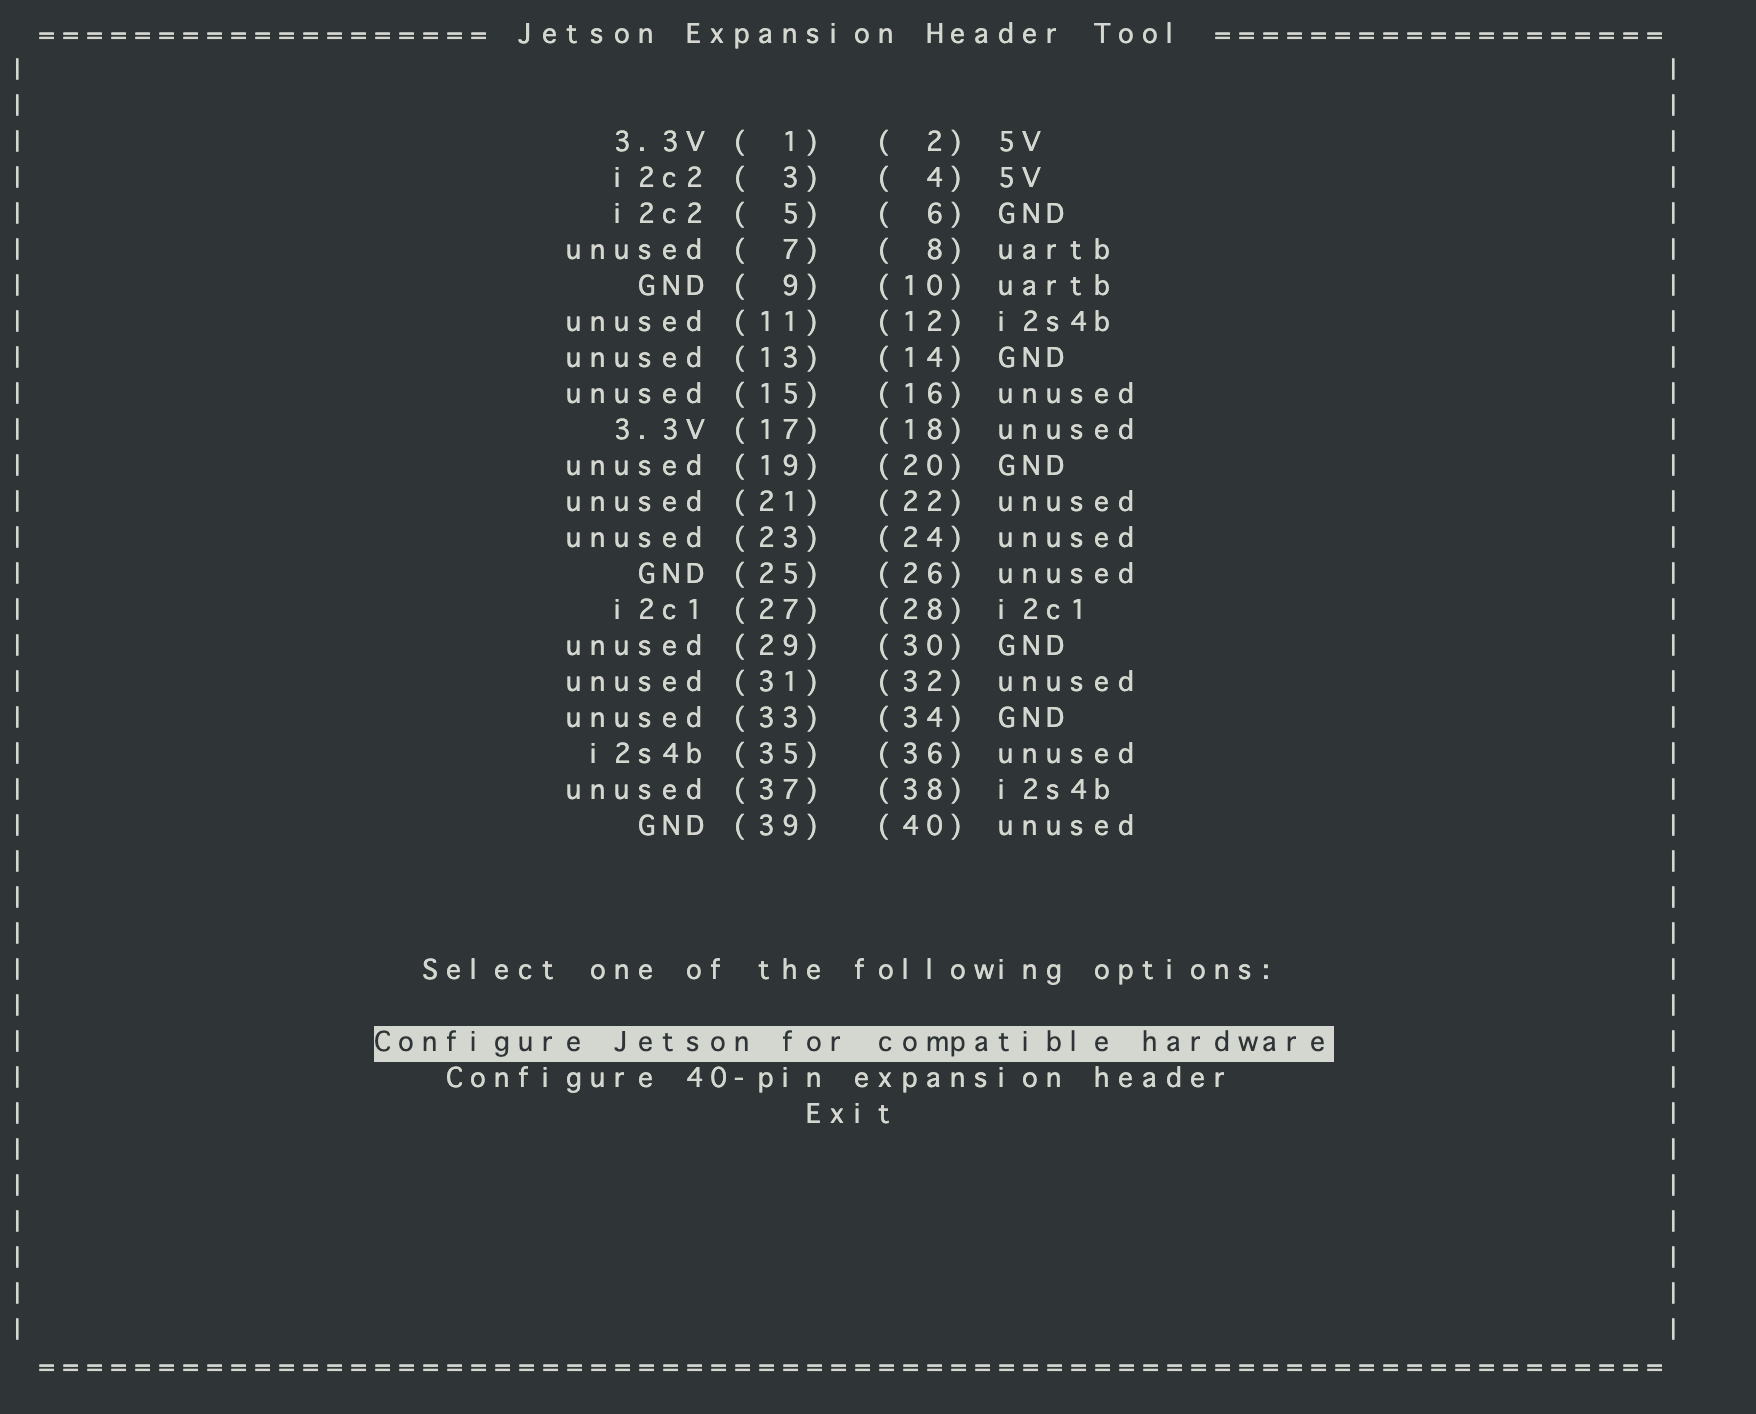 =================== Jetson Expansion Header Tool ===================
3.3V ( 1) ( 2) 5V
i2c2 ( 3) ( 4) 5V
i2c2 ( 5) ( 6) GND
unused ( 7) ( 8) uartb
GND ( 9) (10) uartb
unused (11) (12) i2s4b
unused (13) (14) GND
unused (15) (16) unused
3.3V (17) (18) unused
unused (19) (20) GND
unused (21) (22) unused
unused (23) (24) unused
GND (25) (26) unused
i2c1 (27) (28) i2c1
unused (29) (30) GND
unused (31) (32) unused
unused (33) (34) GND
i2s4b (35) (36) unused
unused (37) (38) i2s4b
GND (39) (40) unused
Select one of the following options:
Configure Jetson for compatible hardware
Configure 40-pin expansion header
Exit
====================================================================